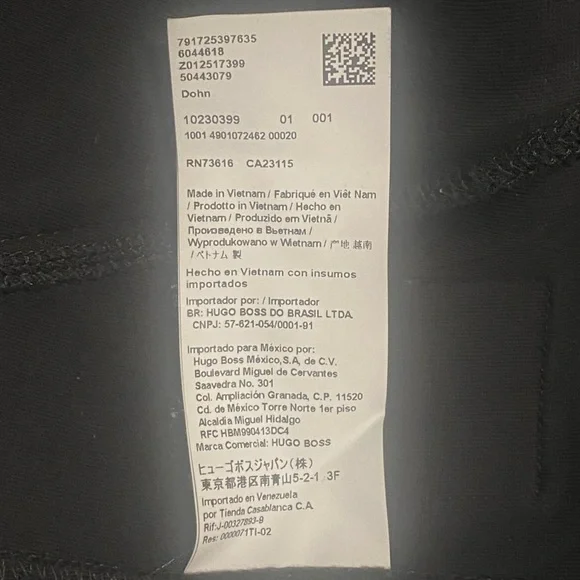 791725397635
6044618
Z012517399
50443079
Dohn
10230399 01 001
1001 4901072462 00020
RN73616 CA23115
Made in Vietnam / Fabriqué en Viêt Nam
/ Prodotto in Vietnam / Hecho en
Vietnam / Produzido em Vietnã /
Произведено в Вьетнам /
Wyprodukowano w Wietnam / 产地 越南
/ ベトナム 製
Hecho en Vietnam con insumos
importados
Importador por: / Importador
BR: HUGO BOSS DO BRASIL LTDA.
CNPJ: 57-621-054/0001-91
Importado para México por:
Hugo Boss México,S.A, de C.V.
Boulevard Miguel de Cervantes
Saavedra No. 301
Col. Ampliación Granada, C.P. 11520
Cd. de México Torre Norte 1er piso
Alcaldia Miguel Hidalgo
RFC HBM990413DC4
Marca Comercial: HUGO BOSS
ヒューゴボスジャパン(株)
東京都港区南青山5-2-1 3F
Importado en Venezuela
por Tienda Casablanca C.A.
Rif:J-00327893-9
Res: 0000071TI-02